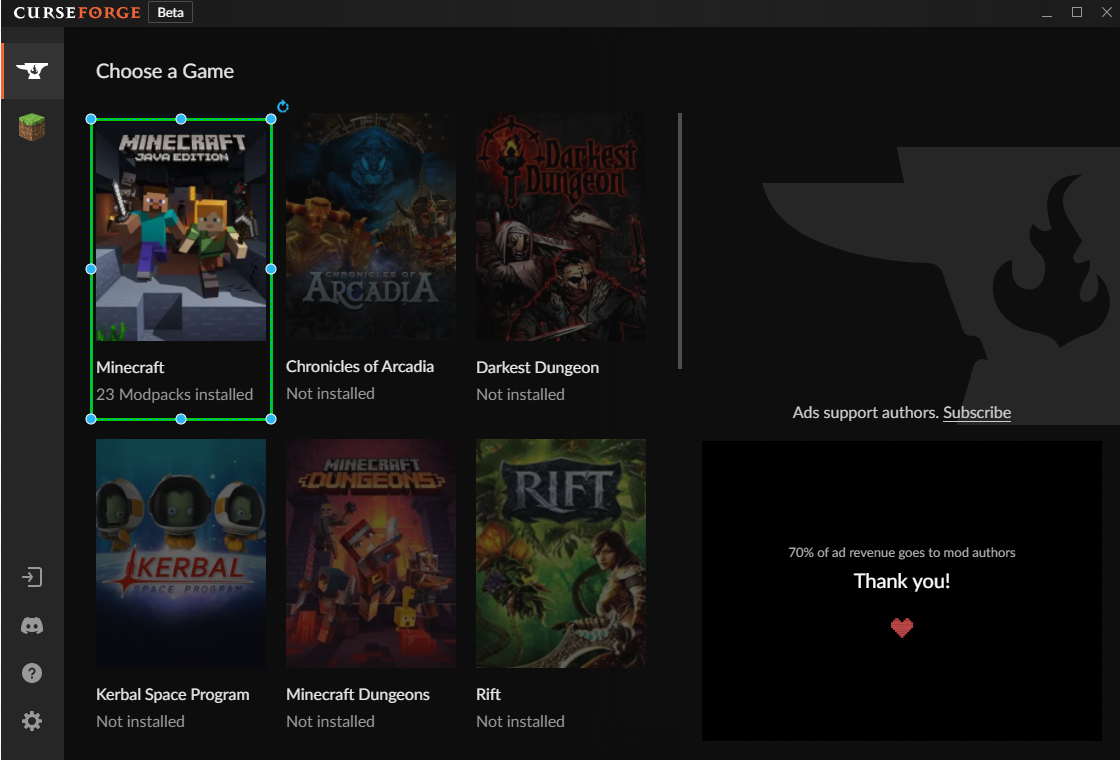 CURSEFORGE Beta
Choose a Game
MINECRAFT
JAVA EDITION
Minecraft
23 Modpacks installed
CHRONICLES OF
ARCADIA
Chronicles of Arcadia
Not installed
Darkest
Dungeon
Darkest Dungeon
Not installed
Ads support authors. Subscribe
KERBAL
SPACE PROGRAM
Kerbal Space Program
Not installed
MINECRAFT
DUNGEONS
Minecraft Dungeons
Not installed
RIFT
Rift
Not installed
70% of ad revenue goes to mod authors
Thank you!